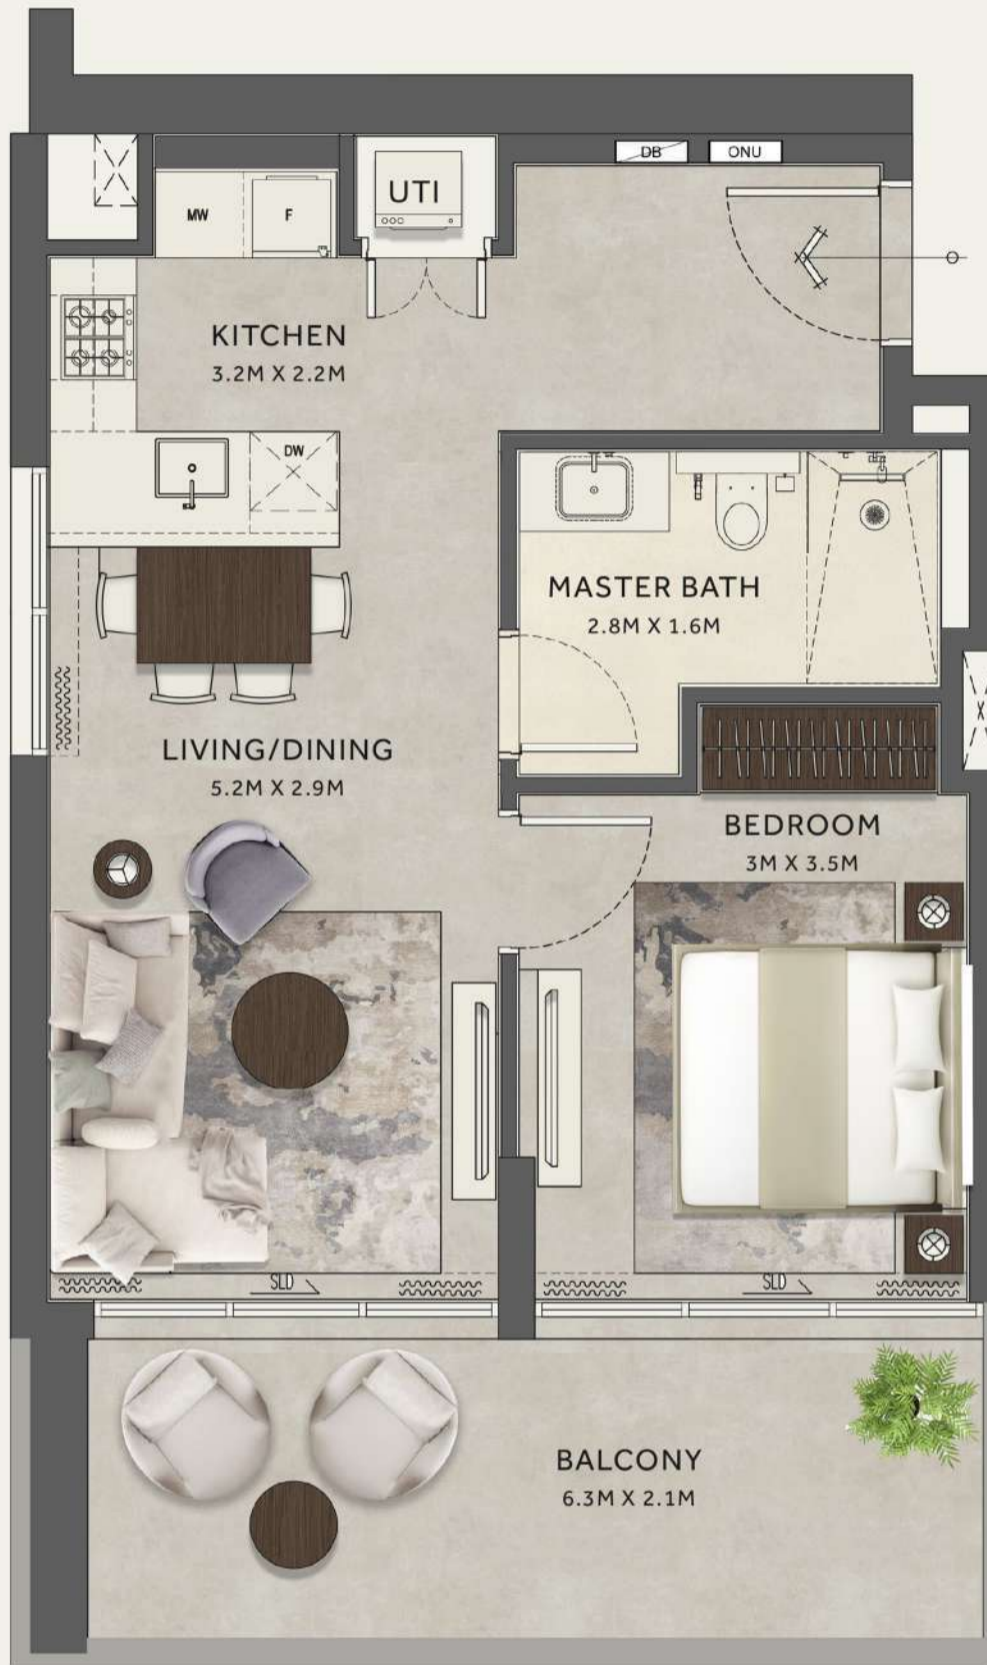 DB
ONU
UTI
MW
F
KITCHEN
3.2M X 2.2M
DW
MASTER BATH
2.8M X 1.6M
LIVING/DINING
5.2M X 2.9M
BEDROOM
3M X 3.5M
SLD
SLD
BALCONY
6.3M X 2.1M